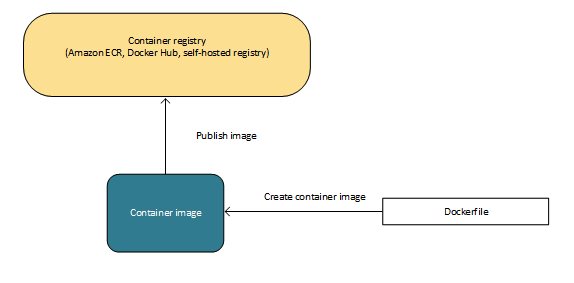 Container registry
(Amazon ECR, Docker Hub, self-hosted registry)
Publish image
Create container image
Container image
Dockerfile